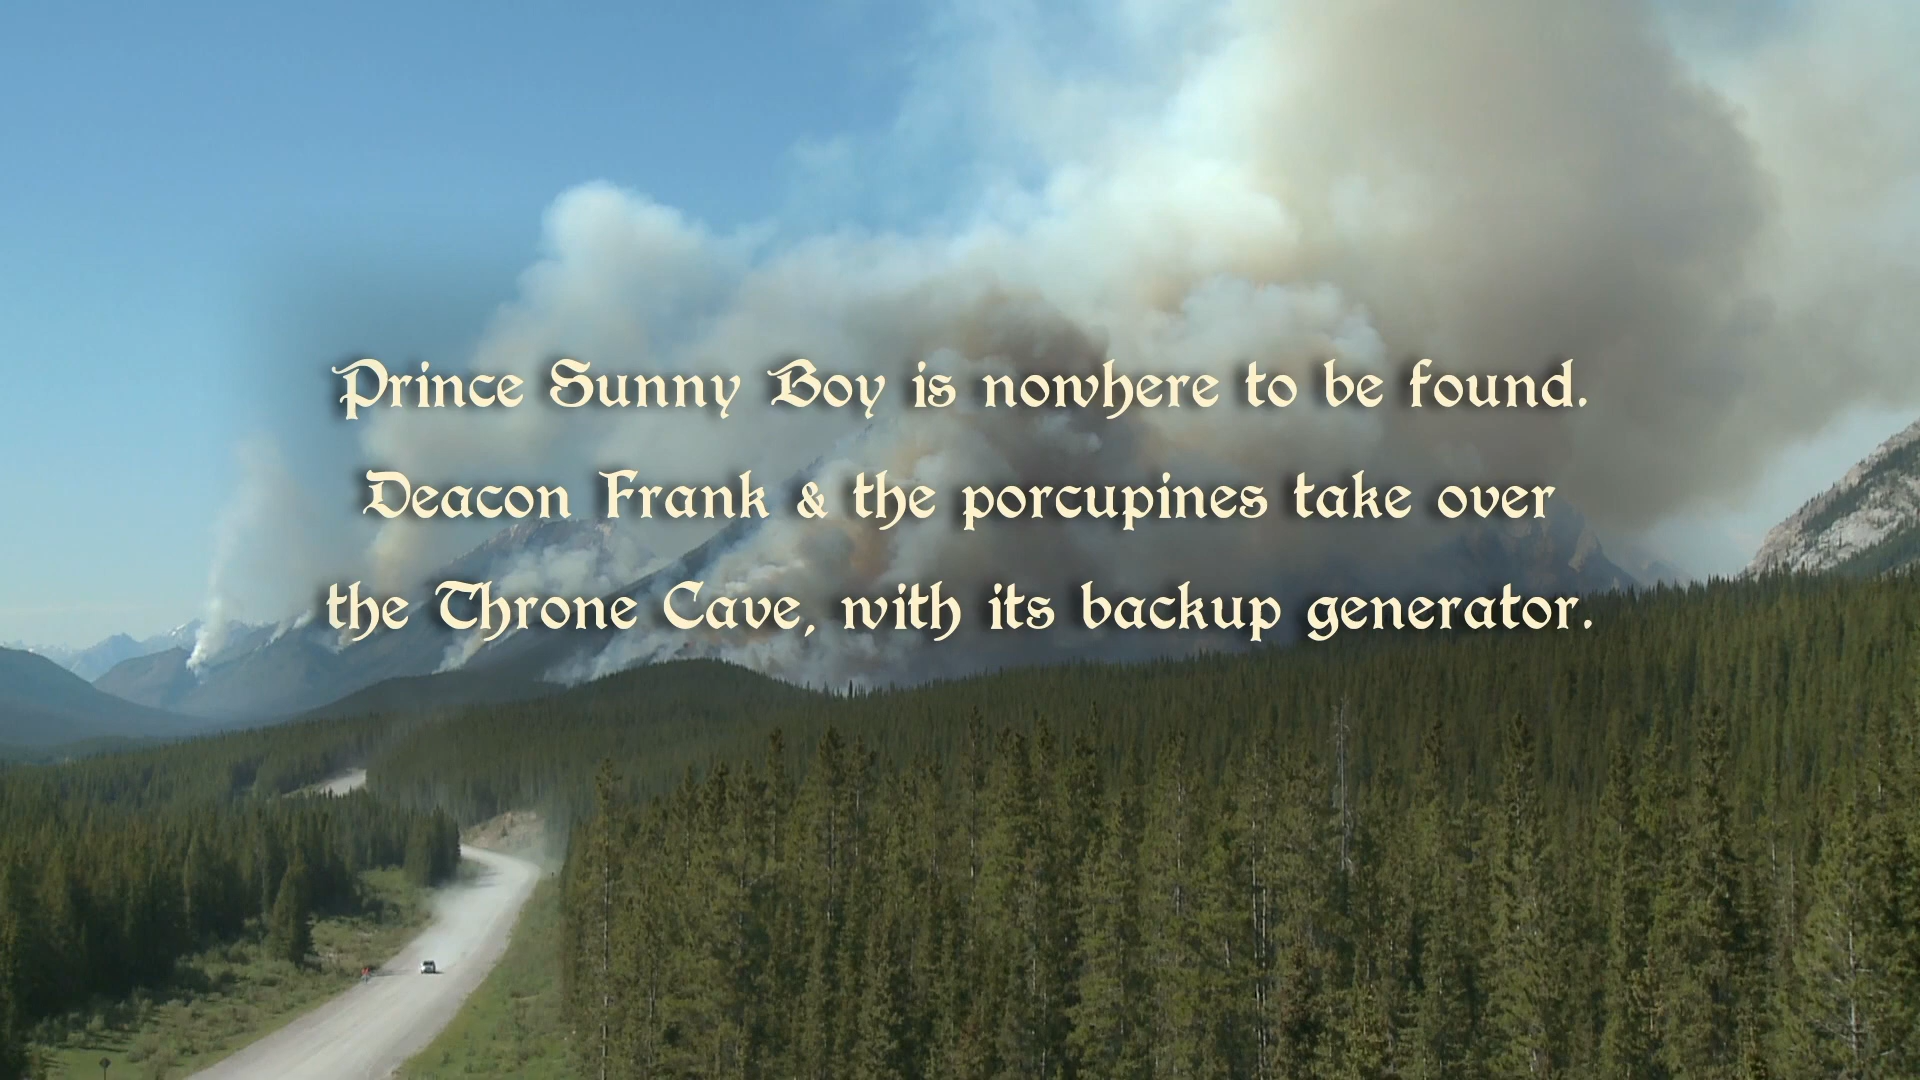 Prince Sunny Boy is nowhere to be found.
Deacon Frank & the porcupines take over
the Throne Cave, with its backup generator.